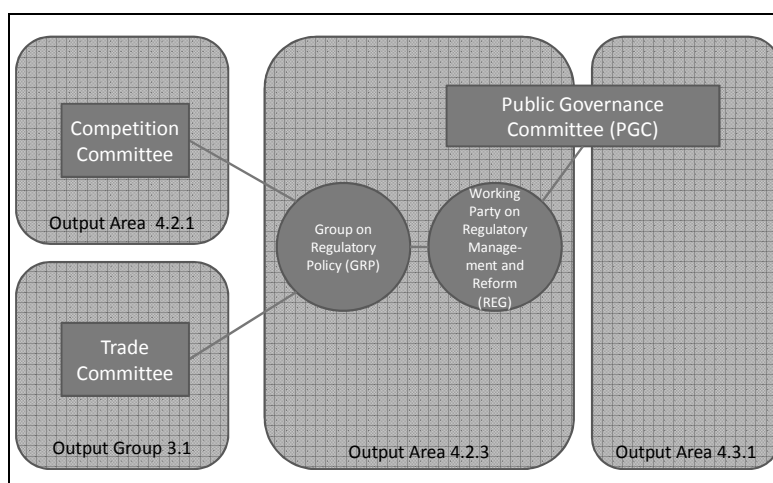 Competition
Committee
Output Area 4.2.1
Trade
Committee
Output Group 3.1
Group on
Regulatory
Policy (GRP)
Working
Party on
Regulatory
Manage-
ment and
Reform
(REG)
Public Governance
Committee (PGC)
Output Area 4.2.3
Output Area 4.3.1